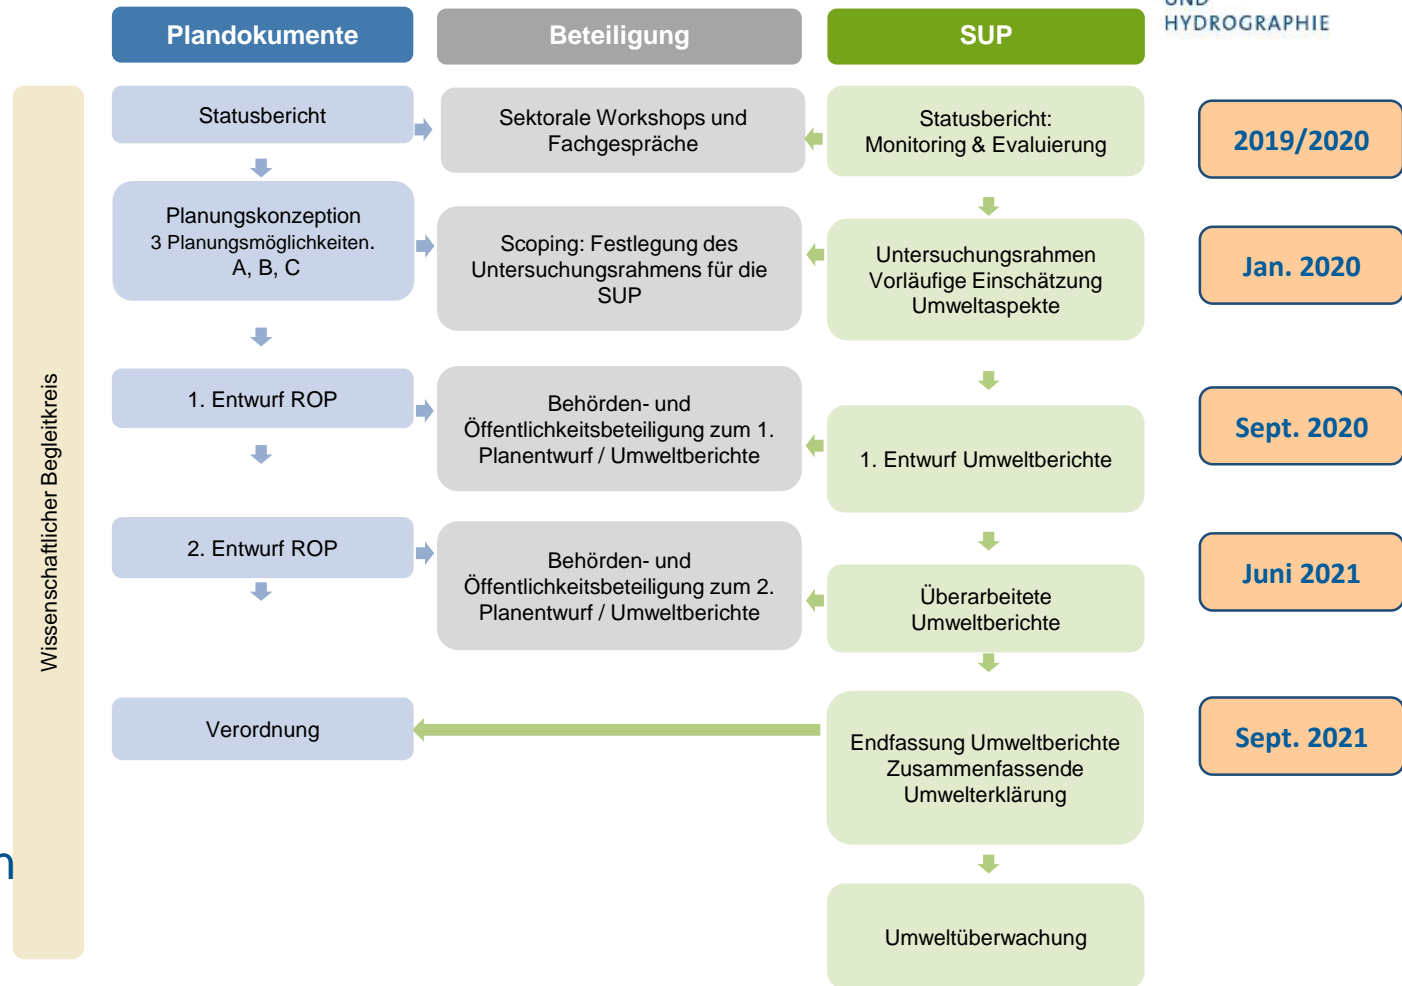 UND
HYDROGRAPHIE
Plandokumente
Beteiligung
SUP
Wissenschaftlicher Begleitkreis
Statusbericht
Sektorale Workshops und
Fachgespräche
Statusbericht:
Monitoring & Evaluierung
2019/2020
Planungskonzeption
3 Planungsmöglichkeiten.
A, B, C
Scoping: Festlegung des
Untersuchungsrahmens für die
SUP
Untersuchungsrahmen
Vorläufige Einschätzung
Umweltaspekte
Jan. 2020
1. Entwurf ROP
Behörden- und
Öffentlichkeitsbeteiligung zum 1.
Planentwurf / Umweltberichte
1. Entwurf Umweltberichte
Sept. 2020
2. Entwurf ROP
Behörden- und
Öffentlichkeitsbeteiligung zum 2.
Planentwurf / Umweltberichte
Überarbeitete
Umweltberichte
Juni 2021
Verordnung
Endfassung Umweltberichte
Zusammenfassende
Umwelterklärung
Sept. 2021
Umweltüberwachung